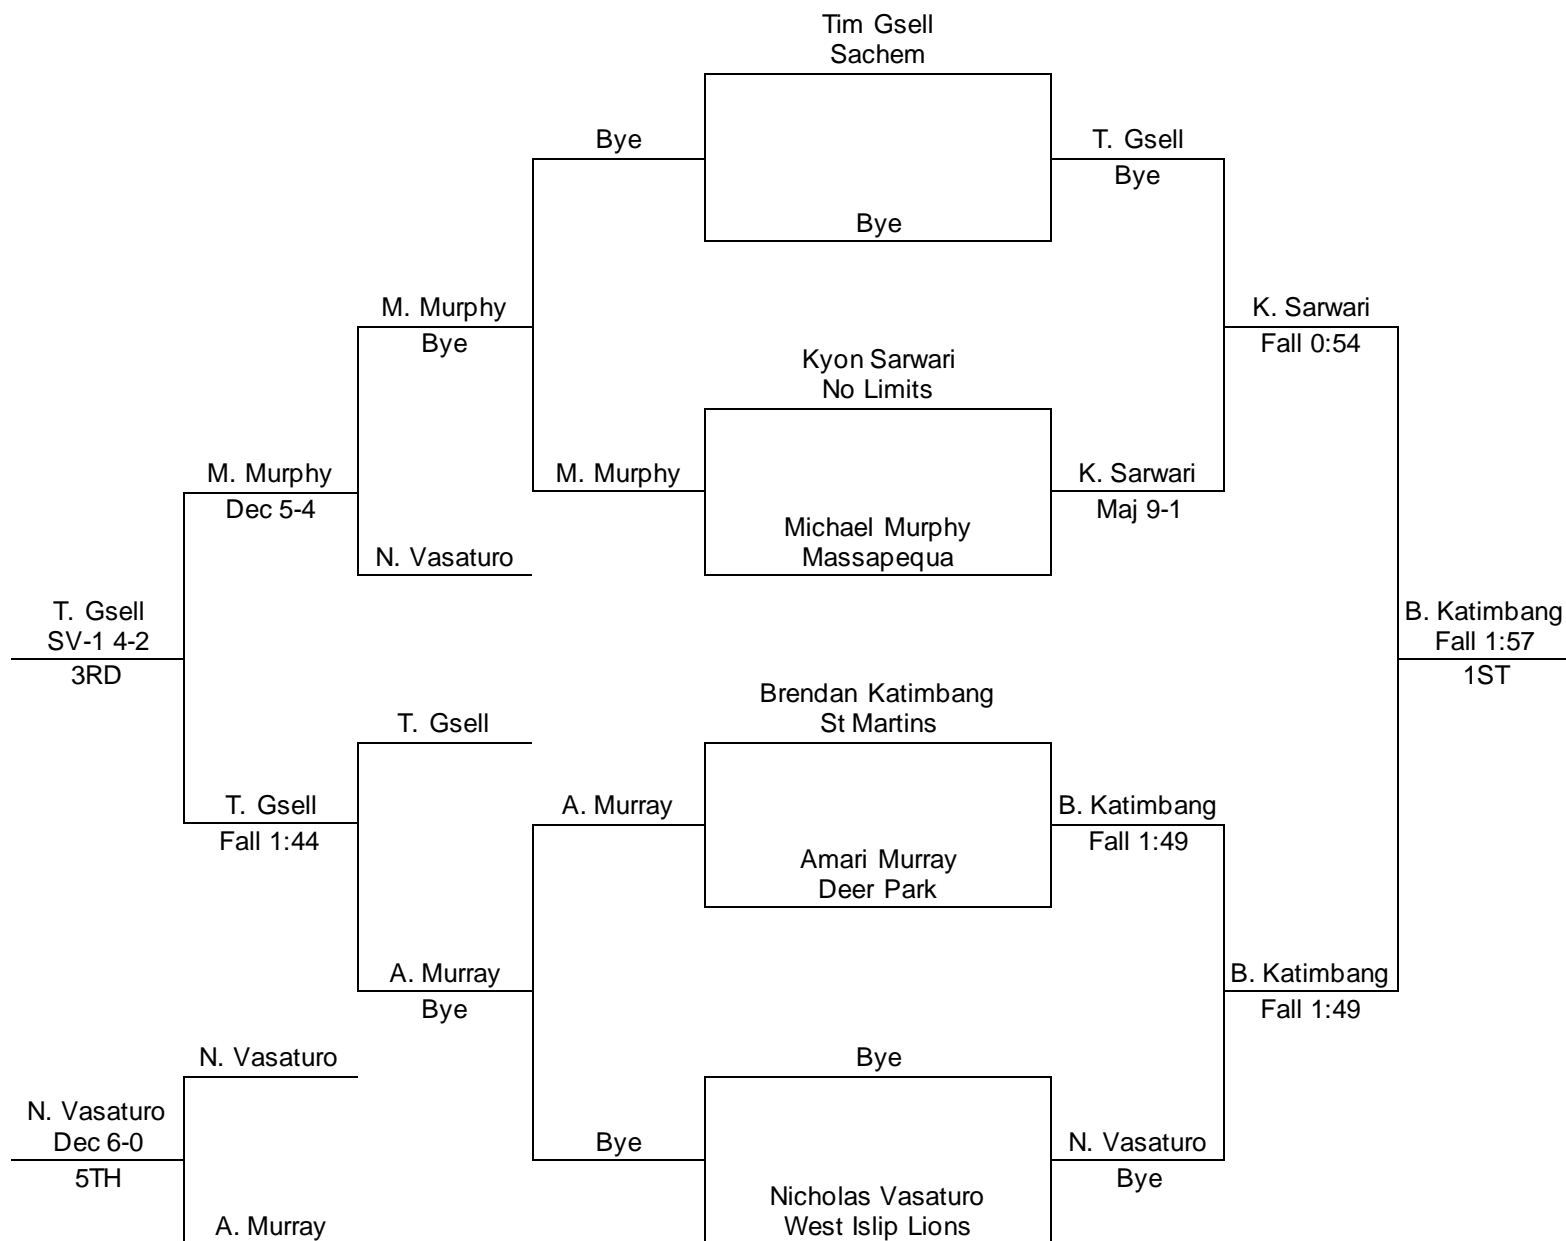 Tim Gsell
Sachem
Bye
T. Gsell
Bye
Bye
M. Murphy
Bye
K. Sarwari
Fall 0:54
Kyon Sarwari
No Limits
M. Murphy
Dec 5-4
M. Murphy
K. Sarwari
Maj 9-1
Michael Murphy
Massapequa
N. Vasaturo
T. Gsell
SV-1 4-2
3RD
B. Katimbang
Fall 1:57
1ST
Brendan Katimbang
St Martins
T. Gsell
T. Gsell
Fall 1:44
A. Murray
B. Katimbang
Fall 1:49
Amari Murray
Deer Park
A. Murray
Bye
B. Katimbang
Fall 1:49
N. Vasaturo
Bye
N. Vasaturo
Dec 6-0
5TH
Bye
N. Vasaturo
Bye
Nicholas Vasaturo
West Islip Lions
A. Murray